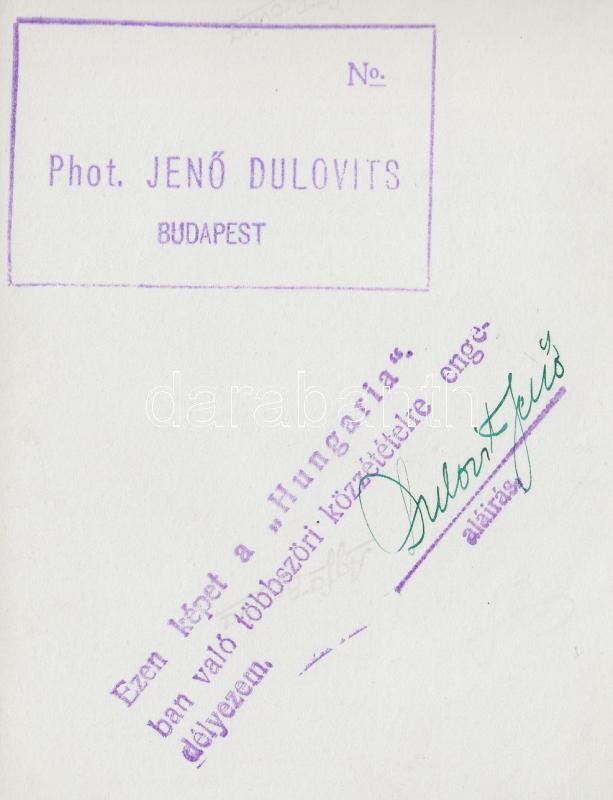 No.
Phot. JENŐ DULOVITS
BUDAPEST
Ezen képet a „Hungaria“-
ban való többszöri közzétételre enge-
délyezem.
Dulovits Jenő
aláírás.
darabanth